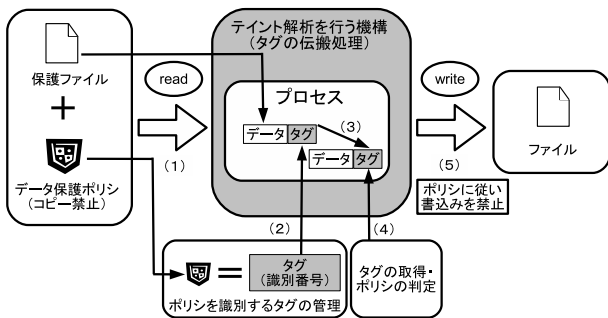 テイント解析を行う機構
(タグの伝搬処理)
保護ファイル
read
write
プロセス
データ
タグ
(3)
データ
タグ
(1)
データ保護ポリシ
(コピー禁止)
ファイル
(5)
ポリシに従い
書込みを禁止
(2)
(4)
タグ
(識別番号)
ポリシを識別するタグの管理
タグの取得・
ポリシの判定